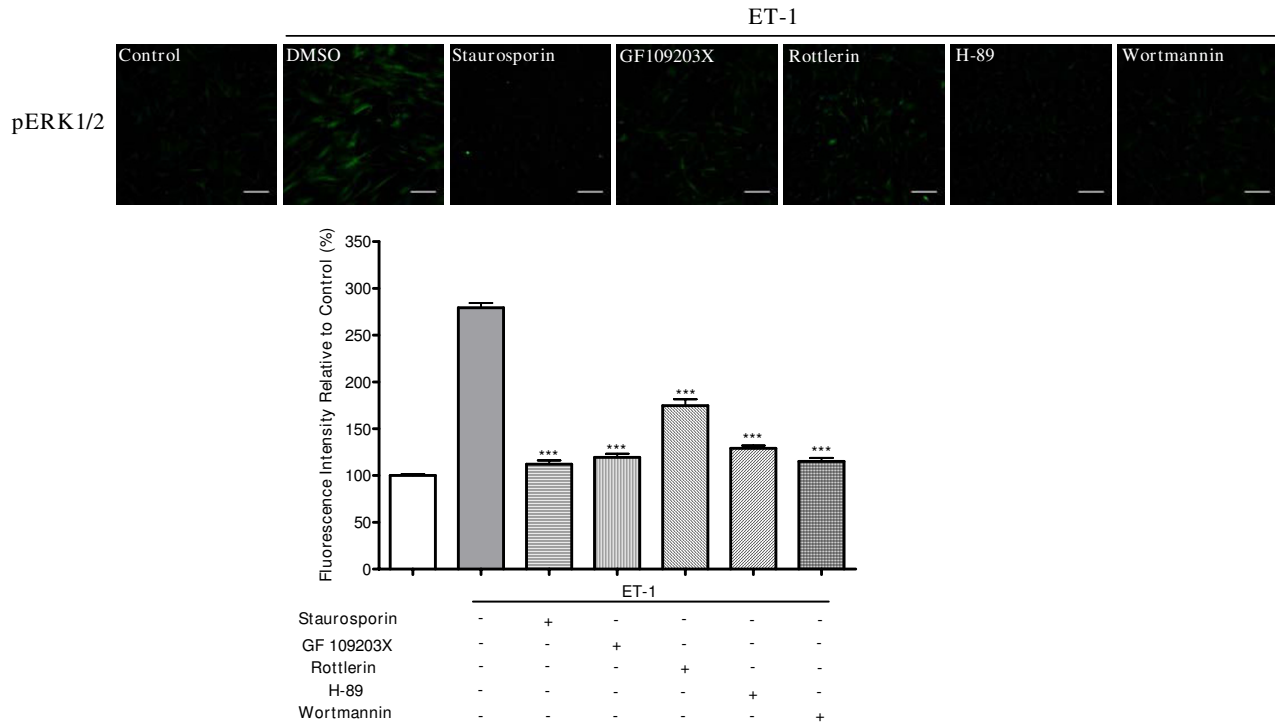 ET-1
Control DMSO Staurosporin GF109203X Rottlerin H-89 Wortmannin
pERK1/2
Fluorescence Intensity Relative to Control (%)
350
300
250
200
150
100
50
0
***
***
***
***
***
ET-1
Staurosporin - + - - - -
GF 109203X - - + - - -
Rottlerin - - - + - -
H-89 - - - - + -
Wortmannin - - - - - +